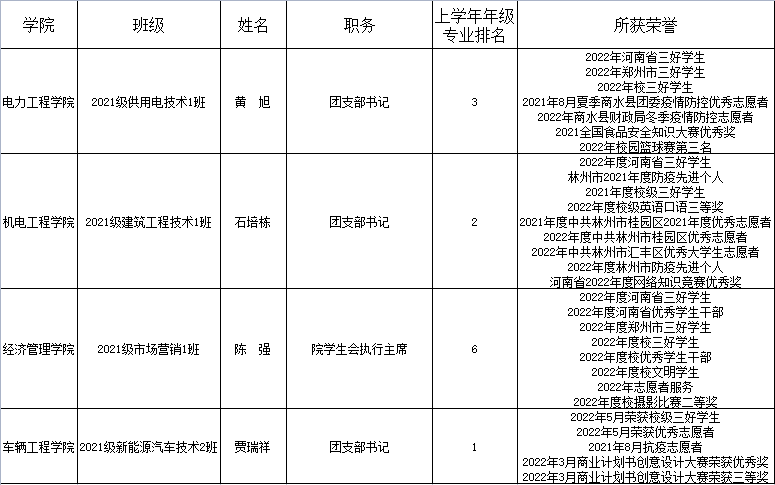 学院 班级 姓名 职务 上学年年级专业排名 所获荣誉
电力工程学院 2021级供用电技术1班 黄 旭 团支部书记 3
2022年河南省三好学生
2022年郑州市三好学生
2022年校三好学生
2021年8月夏季商水县团委疫情防控优秀志愿者
2022年商水县财政局冬季疫情防控志愿者
2021全国食品安全知识大赛优秀奖
2022年校园篮球赛第三名
机电工程学院 2021级建筑工程技术1班 石培栋 团支部书记 2
2022年度河南省三好学生
林州市2021年度防疫先进个人
2021年度校级三好学生
2022年度校级英语口语三等奖
2021年度中共林州市桂园区2021年度优秀志愿者
2022年度中共林州市桂园区优秀志愿者
2022年中共林州市汇丰区优秀大学生志愿者
2022年度林州市防疫先进个人
河南省2022年度网络知识竞赛优秀奖
经济管理学院 2021级市场营销1班 陈 强 院学生会执行主席 6
2022年度河南省三好学生
2022年度河南省优秀学生干部
2022年度郑州市三好学生
2022年度校三好学生
2022年度校优秀学生干部
2022年度校文明学生
2022年志愿者服务
2022年度校摄影比赛二等奖
车辆工程学院 2021级新能源汽车技术2班 贾瑞祥 团支部书记 1
2022年5月荣获校级三好学生
2022年5月荣获优秀志愿者
2021年8月抗疫志愿者
2022年3月商业计划书创意设计大赛荣获优秀奖
2022年3月商业计划书创意设计大赛荣获三等奖